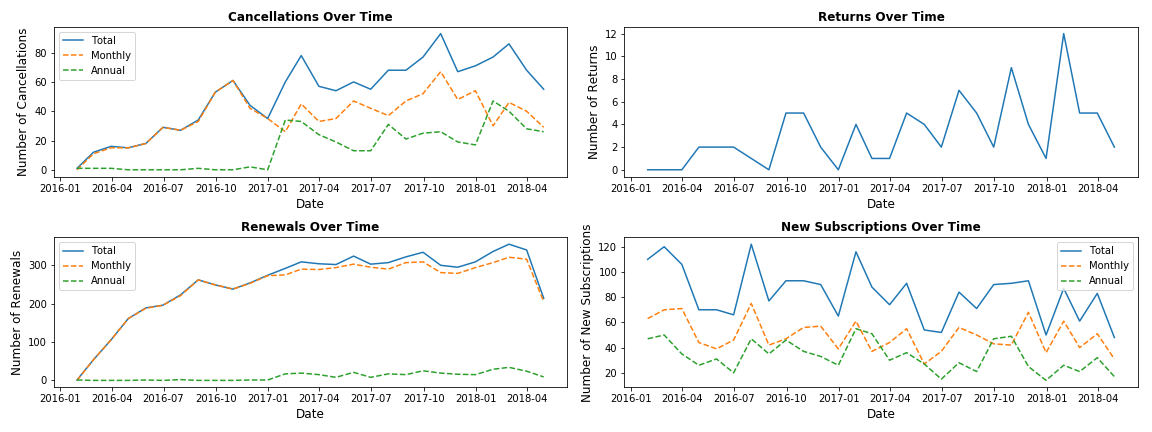 Cancellations Over Time
Number of Cancellations
80
60
40
20
0
Total
Monthly
Annual
2016-01 2016-04 2016-07 2016-10 2017-01 2017-04 2017-07 2017-10 2018-01 2018-04
Date
Returns Over Time
Number of Returns
12
10
8
6
4
2
0
2016-01 2016-04 2016-07 2016-10 2017-01 2017-04 2017-07 2017-10 2018-01 2018-04
Date
Renewals Over Time
Number of Renewals
300
200
100
0
Total
Monthly
Annual
2016-01 2016-04 2016-07 2016-10 2017-01 2017-04 2017-07 2017-10 2018-01 2018-04
Date
New Subscriptions Over Time
Number of New Subscriptions
120
100
80
60
40
20
Total
Monthly
Annual
2016-01 2016-04 2016-07 2016-10 2017-01 2017-04 2017-07 2017-10 2018-01 2018-04
Date